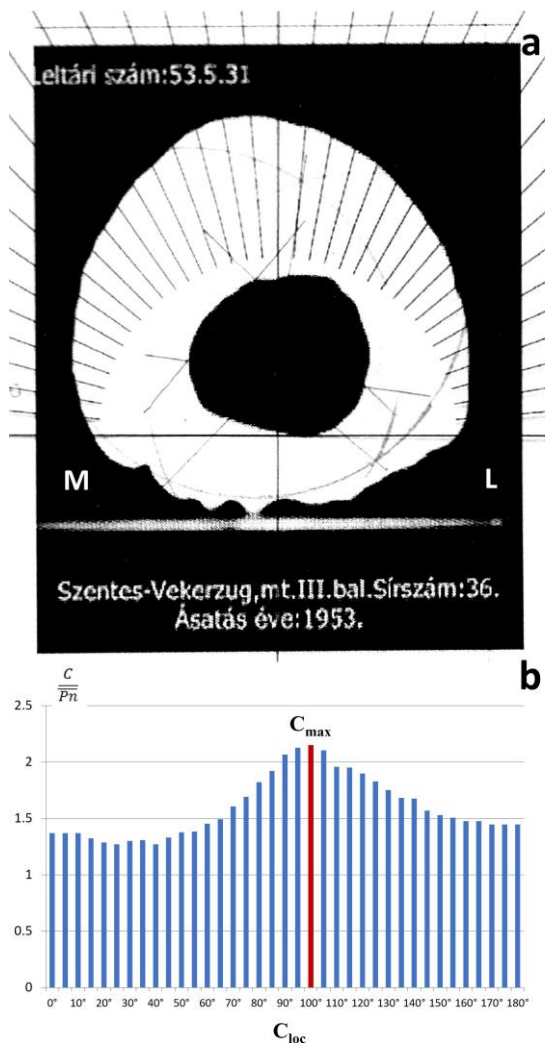 a
Leltári szám:53.5.31
M
L
Szentes-Vekerzug,mt.III.bal.Sírszám:36.
Ásatás éve:1953.
b
C
Pn
Cmax
2.5
2
1.5
1
0.5
0
0° 10° 20° 30° 40° 50° 60° 70° 80° 90° 100° 110° 120° 130° 140° 150° 160° 170° 180°
Cloc